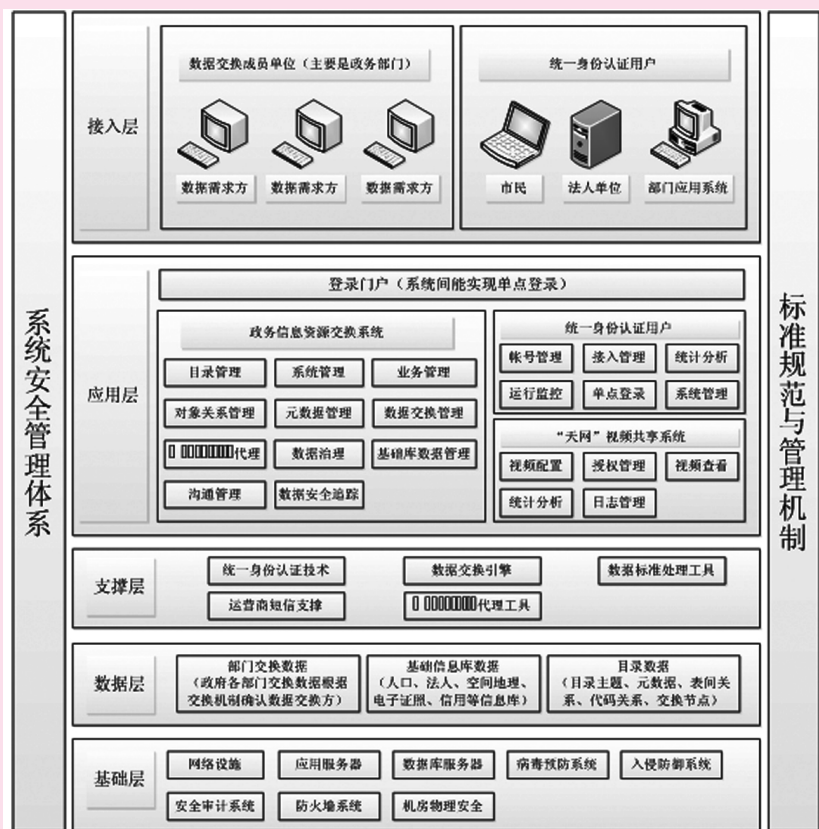 系统安全管理体系
接入层
数据交换成员单位（主要是政务部门）
数据需求方
数据需求方
数据需求方
统一身份认证用户
市民
法人单位
部门应用系统
应用层
登录门户（系统间能实现单点登录）
政务信息资源交换系统
目录管理
系统管理
业务管理
对象关系管理
元数据管理
数据交换管理
代理
数据治理
基础库数据管理
沟通管理
数据安全追踪
统一身份认证用户
帐号管理
接入管理
统计分析
运行监控
单点登录
系统管理
“天网”视频共享系统
视频配置
授权管理
视频查看
统计分析
日志管理
支撑层
统一身份认证技术
数据交换引擎
数据标准处理工具
运营商短信支撑
代理工具
数据层
部门交换数据
（政府各部门交换数据根据
交换机制确认数据交换方）
基础信息库数据
（人口、法人、空间地理、
电子证照、信用等信息库）
目录数据
（目录主题、元数据、表间关
系、代码关系、交换节点）
基础层
网络设施
应用服务器
数据库服务器
病毒预防系统
入侵防御系统
安全审计系统
防火墙系统
机房物理安全
标准规范与管理机制